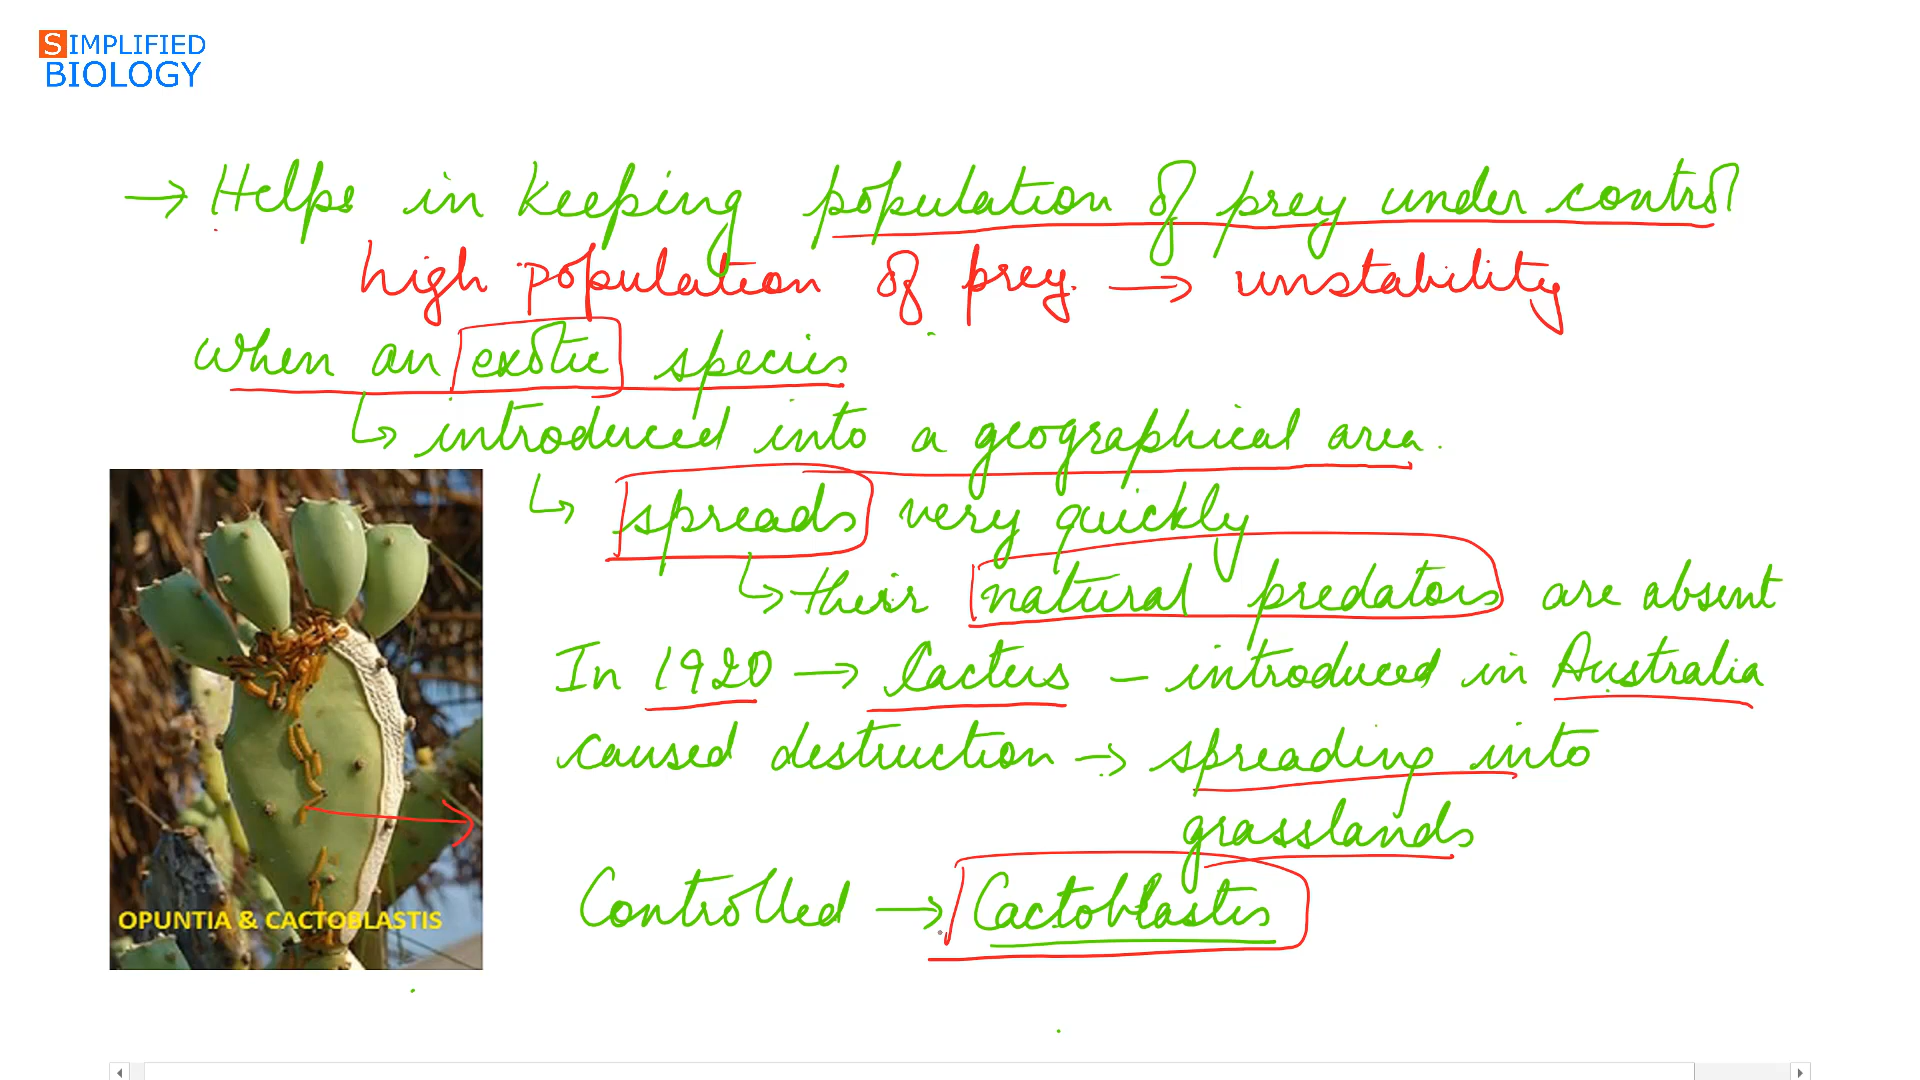 SIMPLIFIED
BIOLOGY
→ Helps in keeping population of prey under control
high population of prey. → unstability
when an exotic species
↳ introduced into a geographical area.
↳ spreads very quickly
↳ their natural predators are absent
In 1920 → Cactus – introduced in Australia
caused destruction → spreading into
grasslands
Controlled → Cactoblastis
OPUNTIA & CACTOBLASTIS